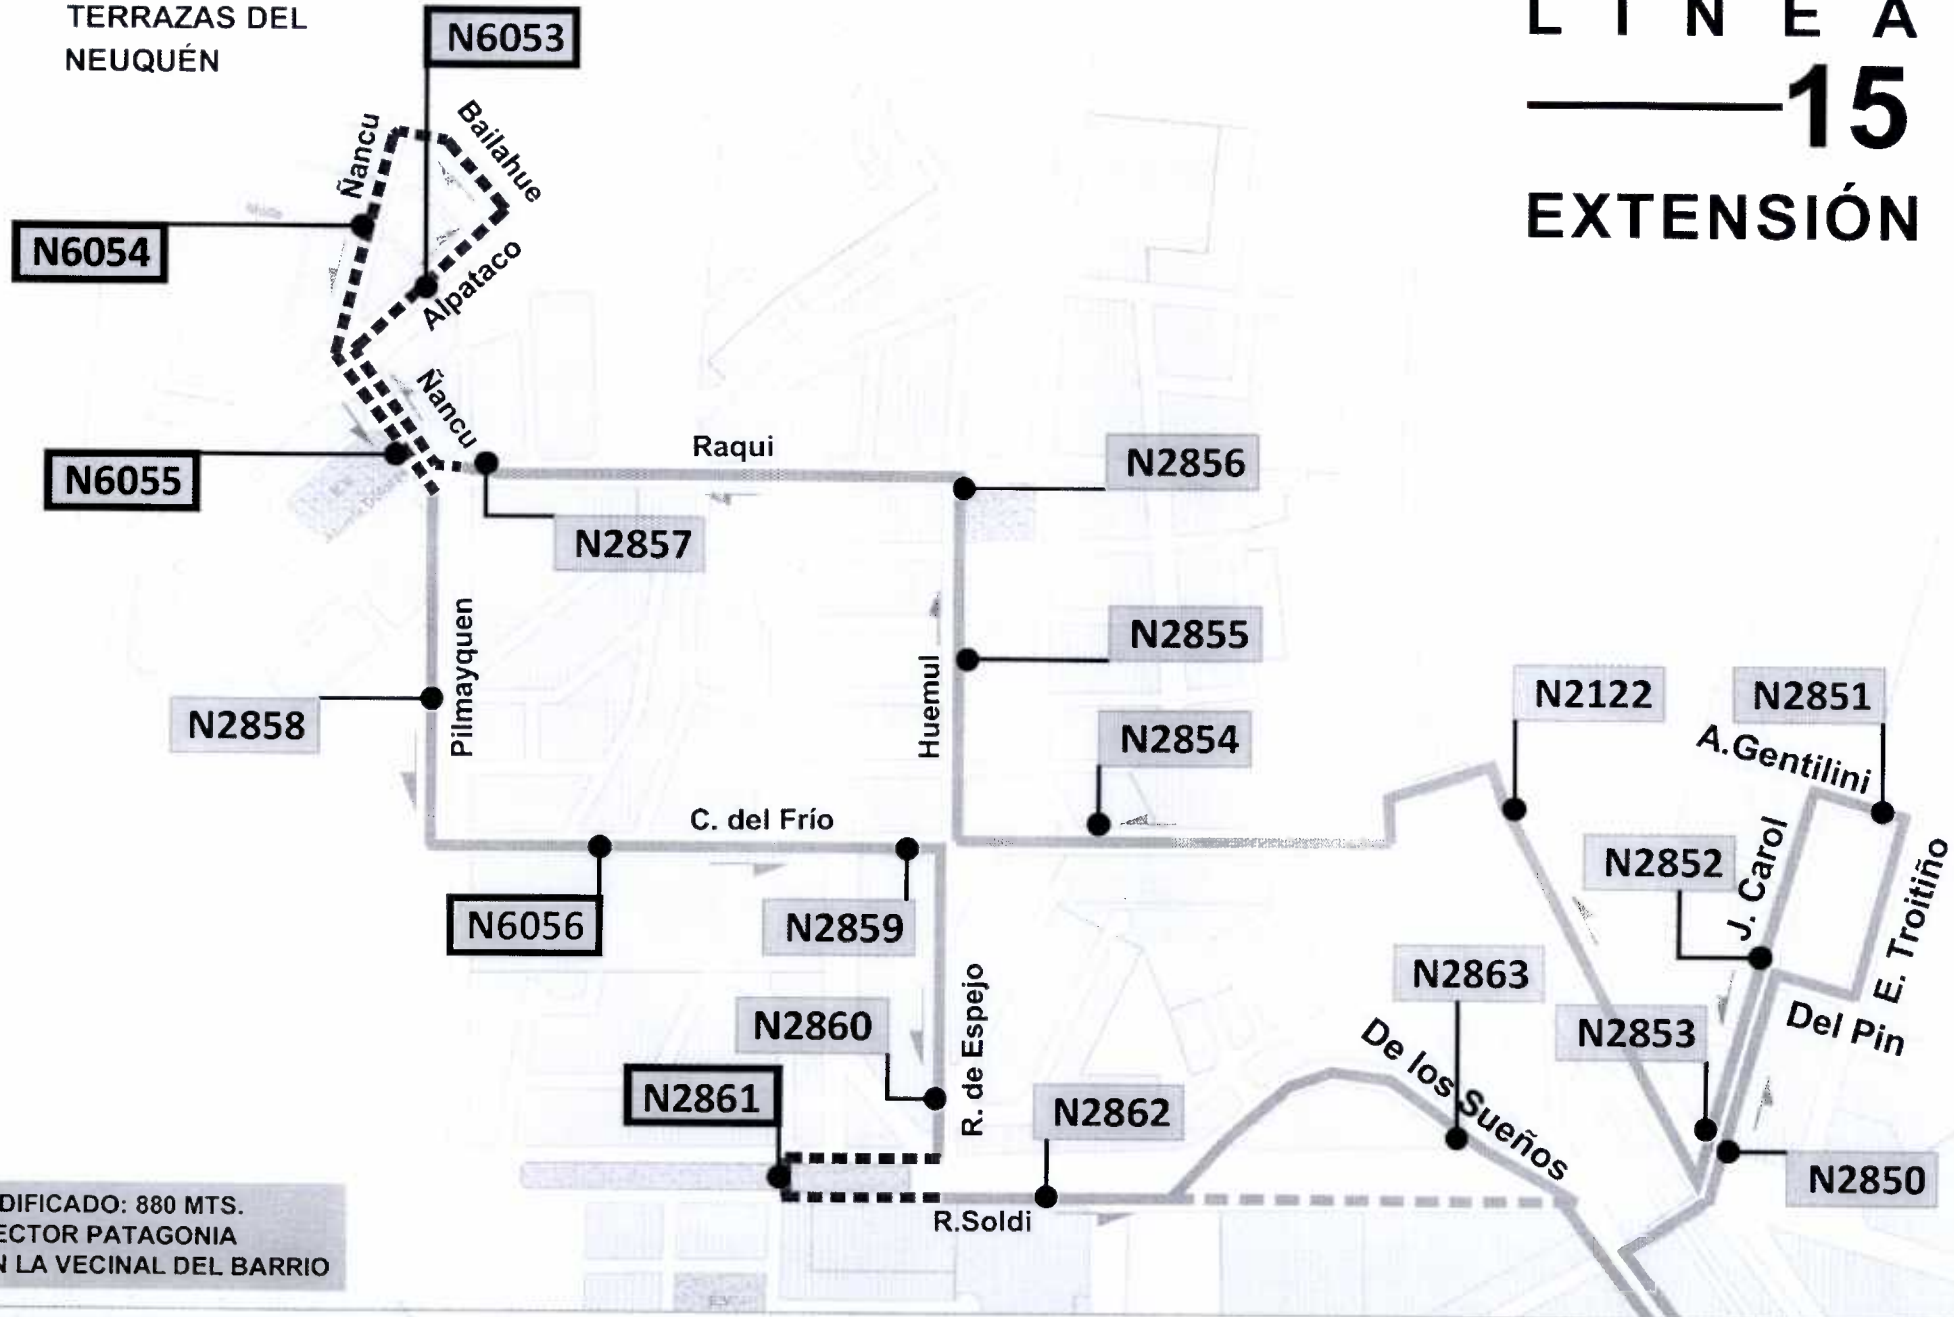 TERRAZAS DEL
NEUQUÉN
N6053
L I N E A
15
EXTENSIÓN
Ñancu
Bailahue
N6054
Alpataco
Ñancu
N6055
Raqui
N2856
N2857
Pilmayquen
N2855
Huemul
N2858
N2854
N2122
N2851
A.Gentilini
C. del Frío
J. Carol
N2852
E. Troitiño
N6056
N2859
N2863
R. de Espejo
N2860
De los Sueños
N2853
Del Pin
N2861
N2862
N2850
R.Soldi
DIFICADO: 880 MTS.
ECTOR PATAGONIA
N LA VECINAL DEL BARRIO
E.V.